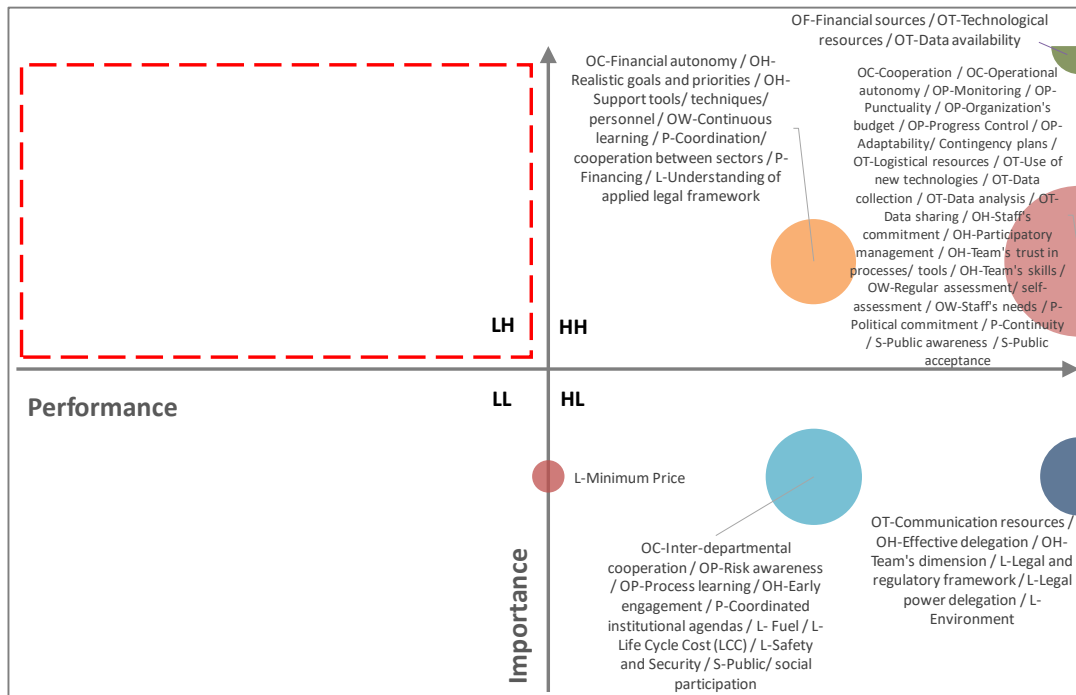 OF-Financial sources / OT-Technological
resources / OT-Data availability
OC-Financial autonomy / OH-
Realistic goals and priorities / OH-
Support tools/ techniques/
personnel / OW-Continuous
learning / P-Coordination/
cooperation between sectors / P-
Financing / L-Understanding of
applied legal framework
OC-Cooperation / OC-Operational
autonomy / OP-Monitoring / OP-
Punctuality / OP-Organization's
budget / OP-Progress Control / OP-
Adaptability/ Contingency plans /
OT-Logistical resources / OT-Use of
new technologies / OT-Data
collection / OT-Data analysis / OT-
Data sharing / OH-Staff's
commitment / OH-Participatory
management / OH-Team's trust in
processes/ tools / OH-Team's skills /
OW-Regular assessment/ self-
assessment / OW-Staff's needs / P-
Political commitment / P-Continuity
/ S-Public awareness / S-Public
acceptance
LH
HH
Performance
LL
HL
L-Minimum Price
Importance
OC-Inter-departmental
cooperation / OP-Risk awareness
/ OP-Process learning / OH-Early
engagement / P-Coordinated
institutional agendas / L- Fuel / L-
Life Cycle Cost (LCC) / L-Safety
and Security / S-Public/ social
participation
OT-Communication resources /
OH-Effective delegation / OH-
Team's dimension / L-Legal and
regulatory framework / L-Legal
power delegation / L-
Environment